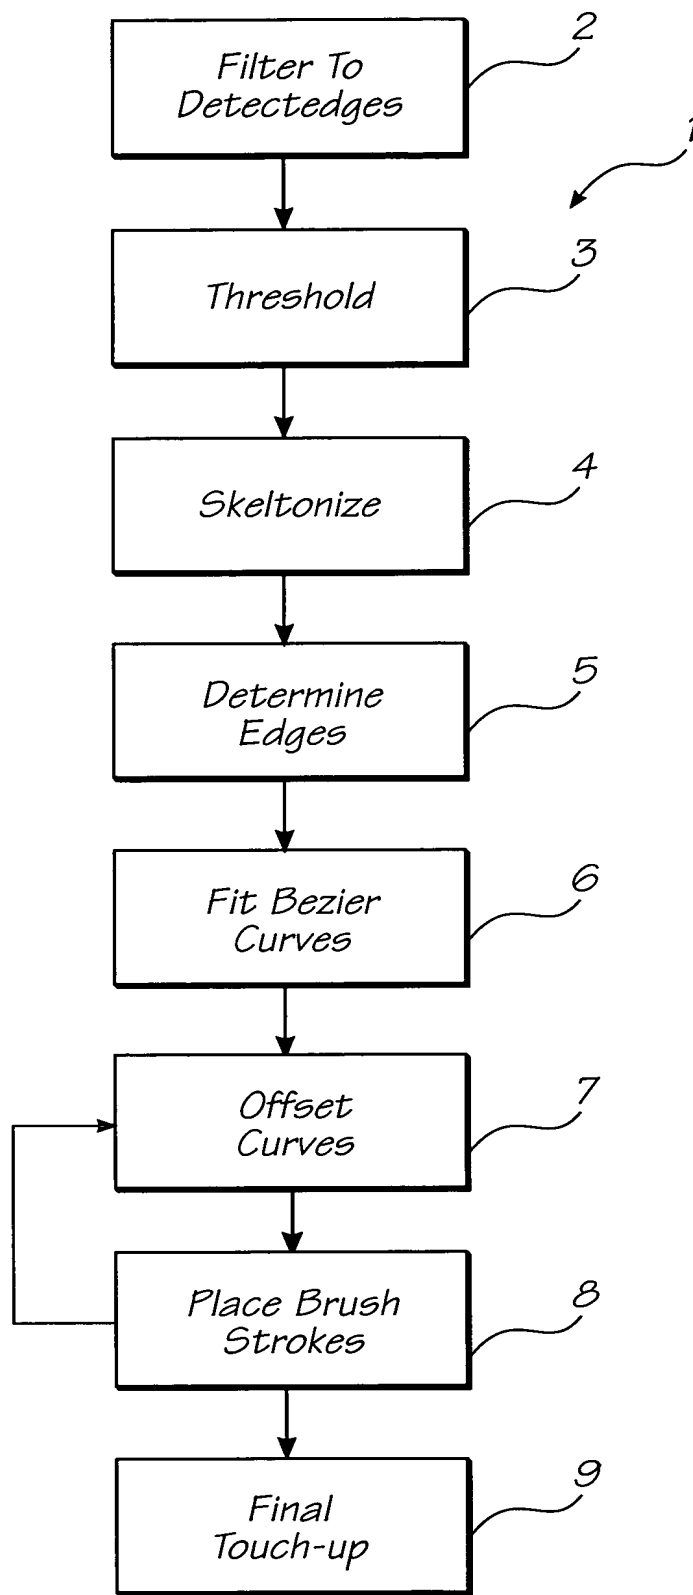 2
Filter To
Detectedges
1
3
Threshold
4
Skeltonize
5
Determine
Edges
6
Fit Bezier
Curves
7
Offset
Curves
8
Place Brush
Strokes
9
Final
Touch-up